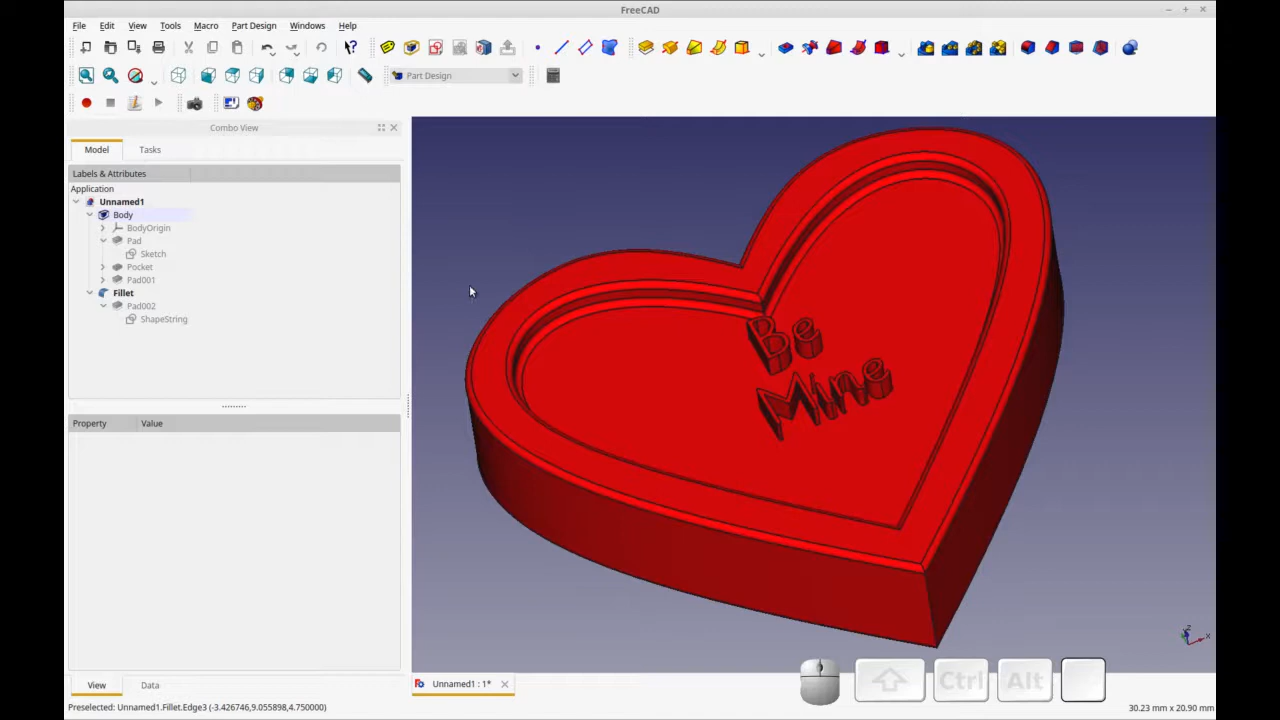 FreeCAD
File Edit View Tools Macro Part Design Windows Help
Part Design
Combo View
Model Tasks
Labels & Attributes
Application
Unnamed1
Body
BodyOrigin
Pad
Sketch
Pocket
Pad001
Fillet
Pad002
ShapeString
Property Value
View Data
Be
Mine
Z
X
Unnamed1 : 1*
Ctrl Alt
Preselected: Unnamed1.Fillet.Edge3 (-3.426746,9.055898,4.750000)
30.23 mm x 20.90 mm